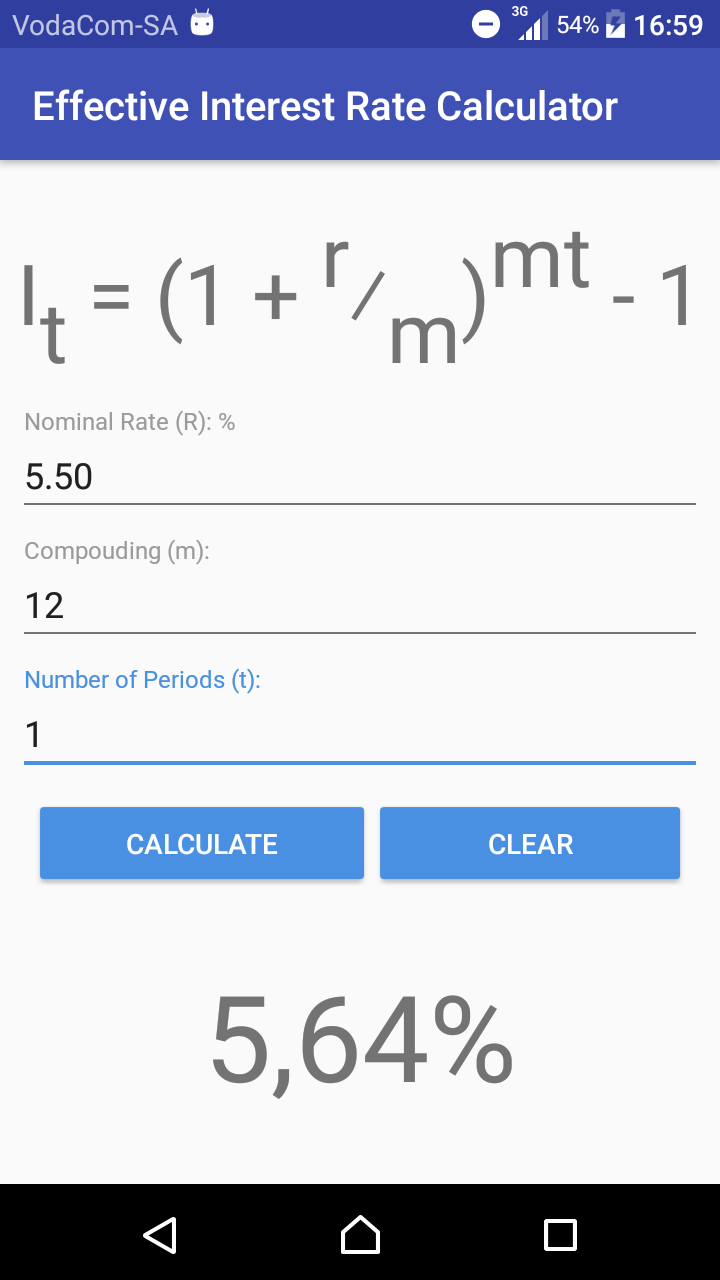 VodaCom-SA 3G 54% 16:59
Effective Interest Rate Calculator
I_t = (1 + r/m)^mt - 1
Nominal Rate (R): %
5.50
Compouding (m):
12
Number of Periods (t):
1
CALCULATE CLEAR
5,64%